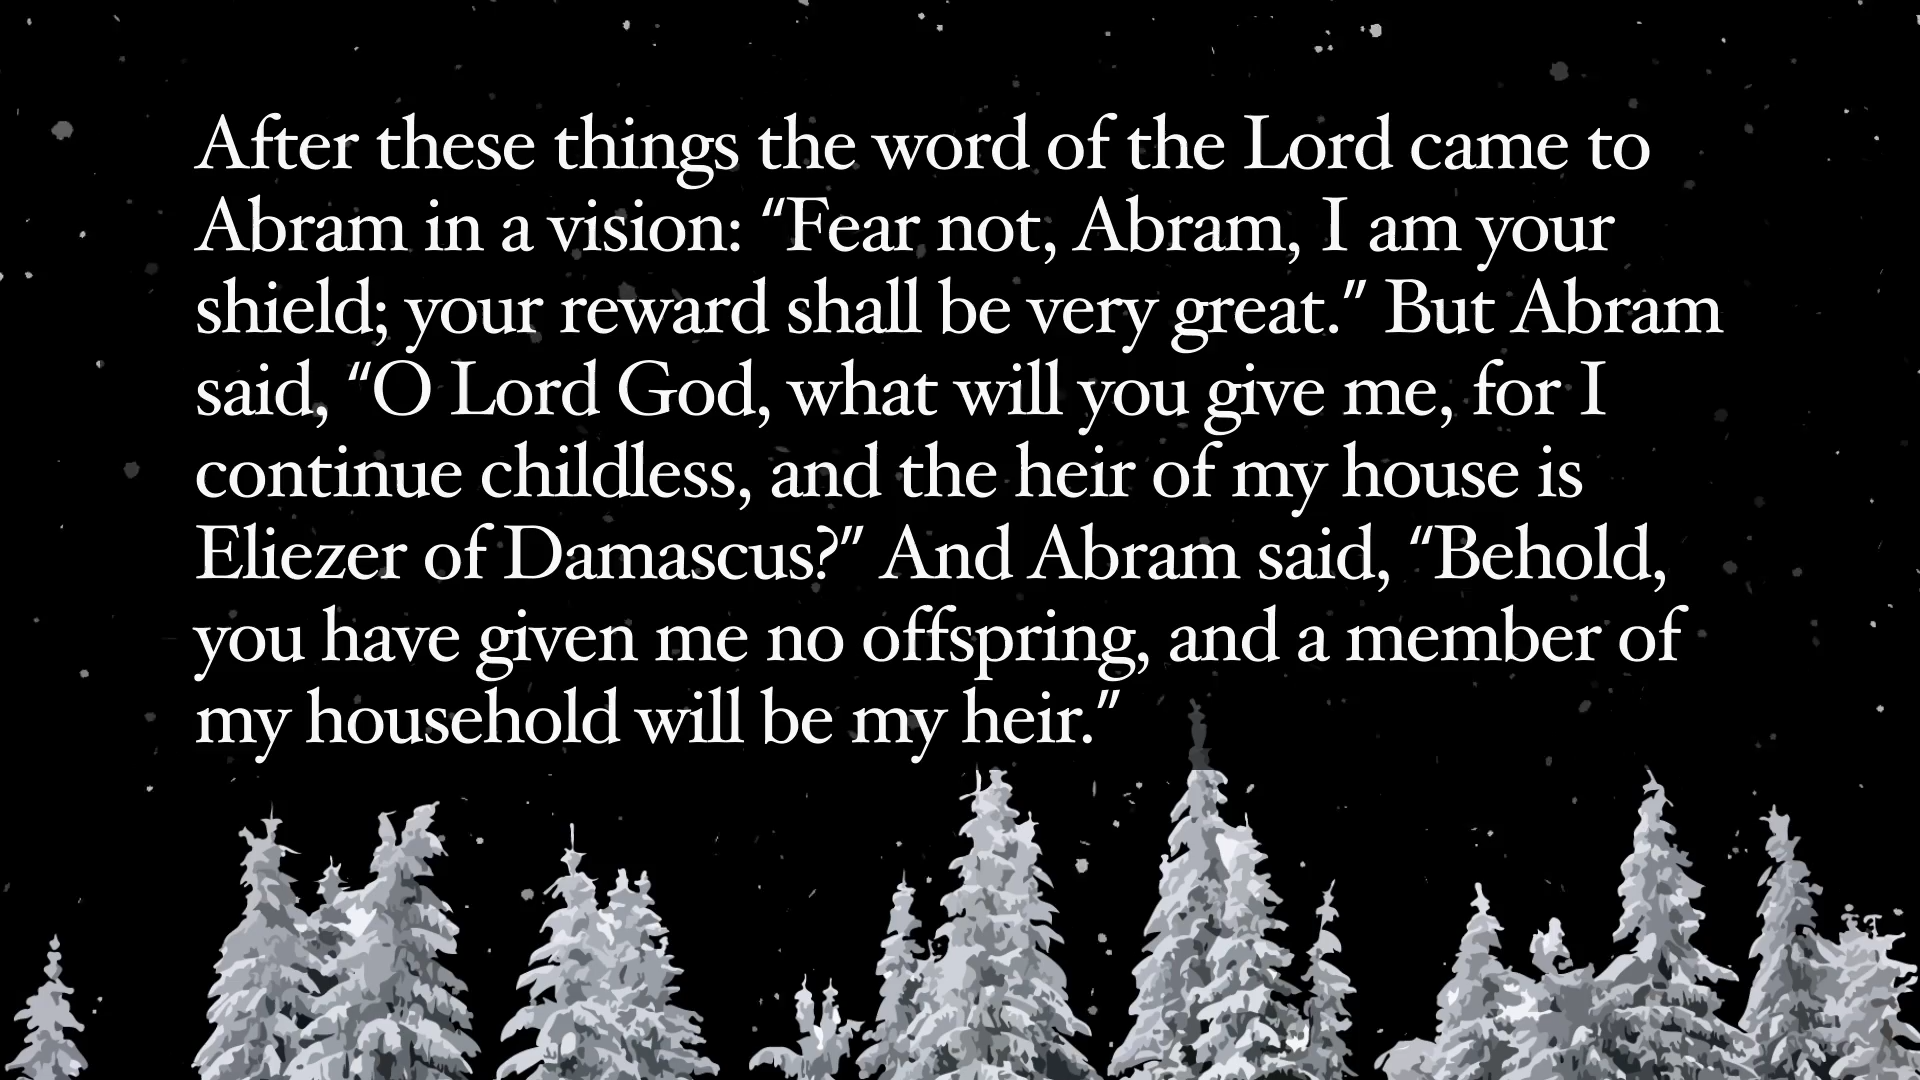 After these things the word of the Lord came to
Abram in a vision: “Fear not, Abram, I am your
shield; your reward shall be very great.” But Abram
said, “O Lord God, what will you give me, for I
continue childless, and the heir of my house is
Eliezer of Damascus?” And Abram said, “Behold,
you have given me no offspring, and a member of
my household will be my heir.”